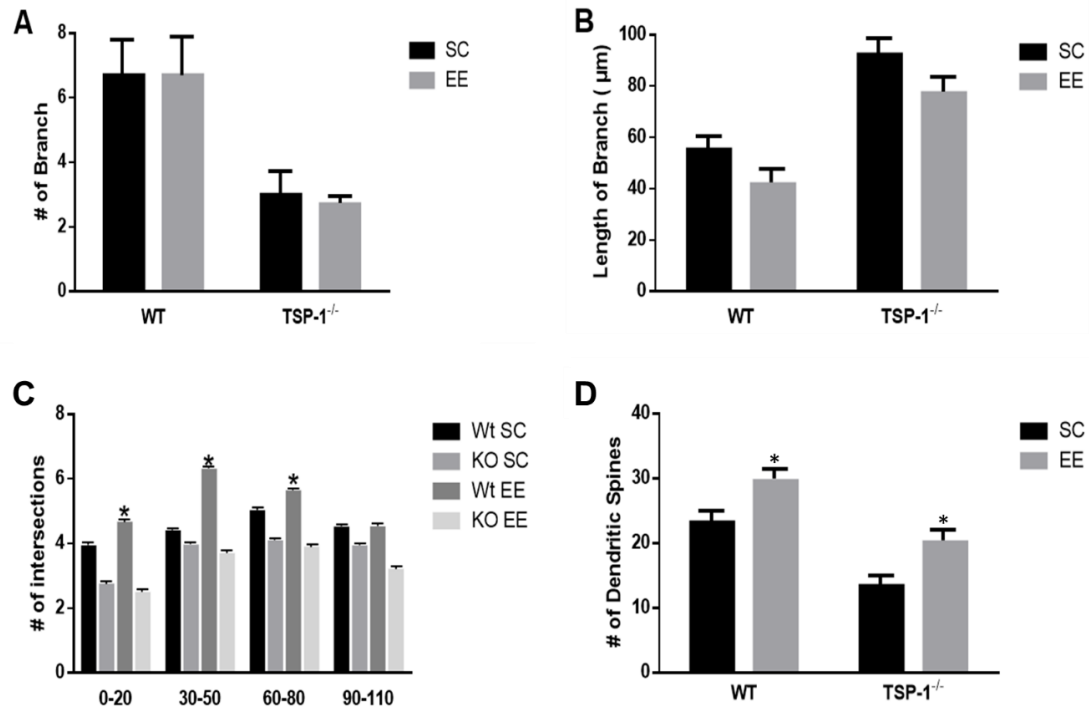 A
# of Branch
8
6
4
2
0
WT
TSP-1-/-
SC
EE
B
Length of Branch ( μm)
100
80
60
40
20
0
WT
TSP-1-/-
SC
EE
C
# of intersections
8
6
4
2
0
*
*
*
0-20
30-50
60-80
90-110
Wt SC
KO SC
Wt EE
KO EE
D
# of Dendritic Spines
40
30
20
10
0
*
*
WT
TSP-1-/-
SC
EE